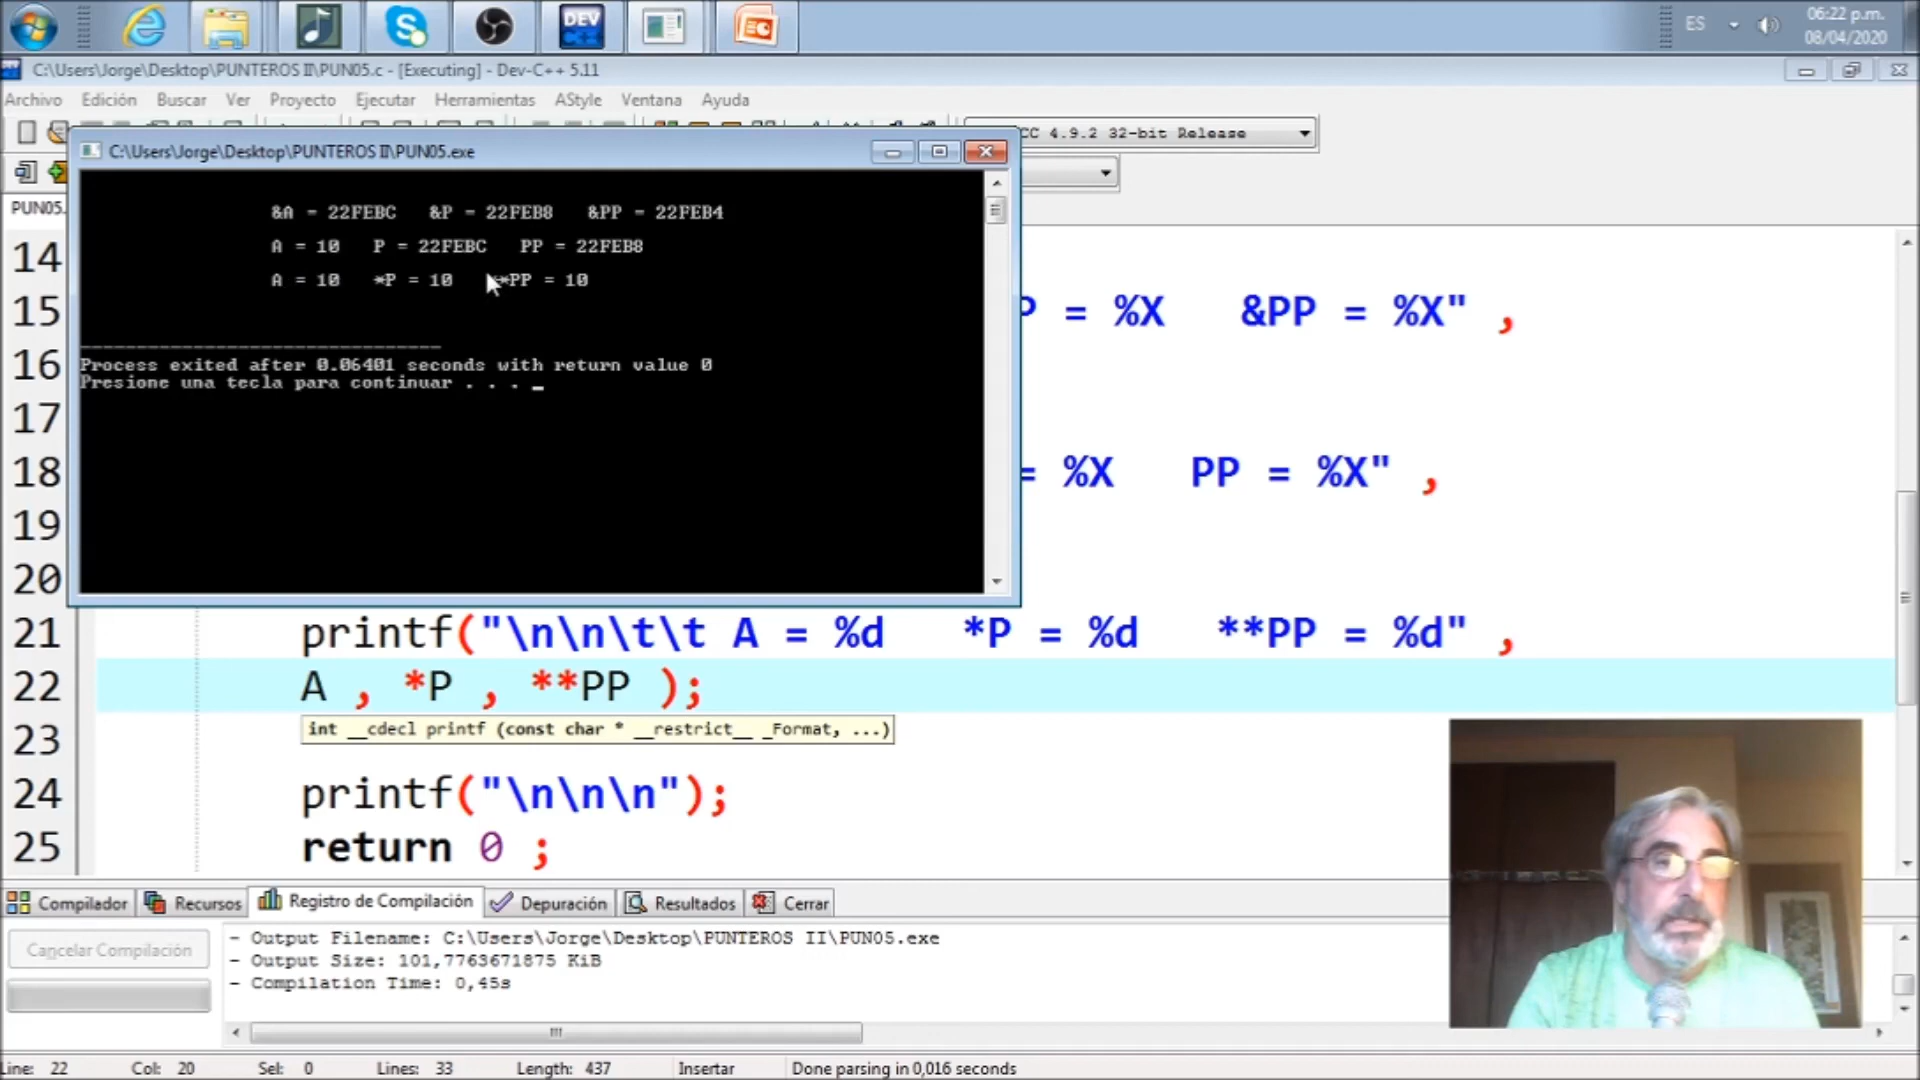 DEV C++
ES
06:22 p.m.
08/04/2020
C:\Users\Jorge\Desktop\PUNTEROS II\PUN05.c - [Executing] - Dev-C++ 5.11
Archivo Edición Buscar Ver Proyecto Ejecutar Herramientas AStyle Ventana Ayuda
CC 4.9.2 32-bit Release
C:\Users\Jorge\Desktop\PUNTEROS II\PUN05.exe
PUN05.
&A = 22FEBC &P = 22FEB8 &PP = 22FEB4
A = 10 P = 22FEBC PP = 22FEB8
A = 10 *P = 10 **PP = 10
--------------------------------
Process exited after 0.06401 seconds with return value 0
Presione una tecla para continuar . . . _
14
15 P = %X &PP = %X" ,
16
17
18 = %X PP = %X" ,
19
20
21 printf("\n\n\t\t A = %d *P = %d **PP = %d" ,
22 A , *P , **PP );
int __cdecl printf (const char * __restrict__ _Format, ...)
23
24 printf("\n\n\n");
25 return 0 ;
Compilador Recursos Registro de Compilación Depuración Resultados Cerrar
Cancelar Compilación
- Output Filename: C:\Users\Jorge\Desktop\PUNTEROS II\PUN05.exe
- Output Size: 101,7763671875 KiB
- Compilation Time: 0,45s
Line: 22 Col: 20 Sel: 0 Lines: 33 Length: 437 Insertar Done parsing in 0,016 seconds